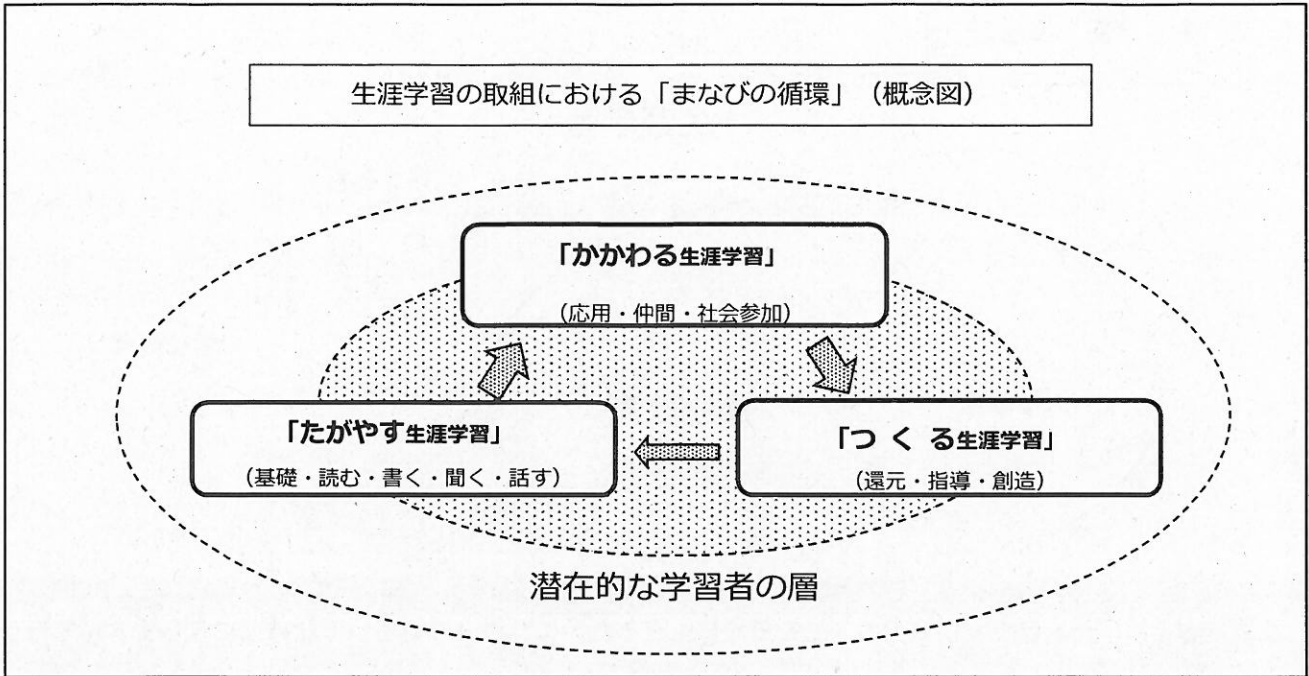 生涯学習の取組における「まなびの循環」（概念図）
「かかわる生涯学習」
（応用・仲間・社会参加）
「たがやす生涯学習」
（基礎・読む・書く・聞く・話す）
「つ く る生涯学習」
（還元・指導・創造）
潜在的な学習者の層